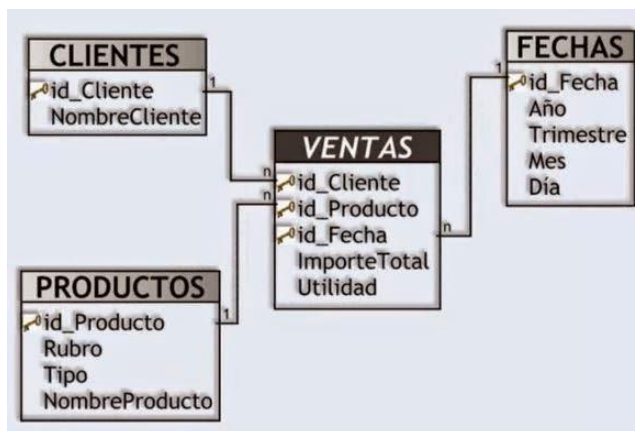 CLIENTES
id_Cliente
NombreCliente
1
n
VENTAS
id_Cliente
id_Producto
id_Fecha
ImporteTotal
Utilidad
n
n
FECHAS
1
id_Fecha
Año
Trimestre
Mes
Día
PRODUCTOS
id_Producto
Rubro
Tipo
NombreProducto
1